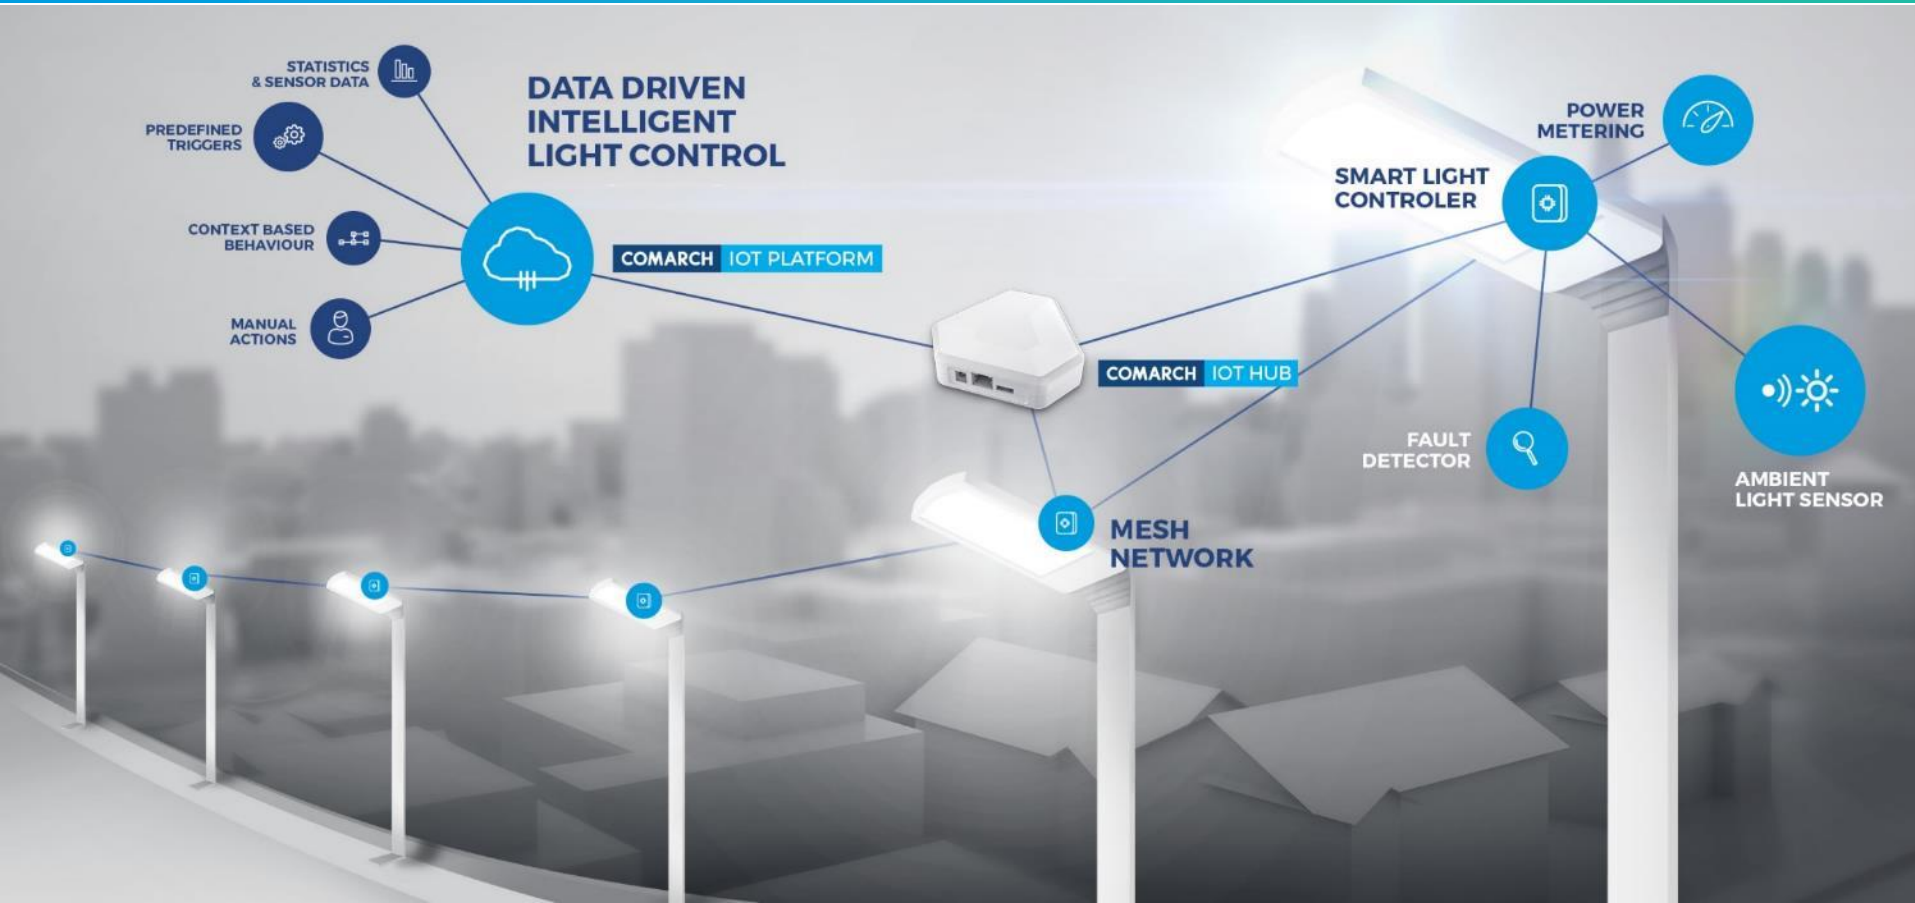 STATISTICS
& SENSOR DATA
PREDEFINED
TRIGGERS
CONTEXT BASED
BEHAVIOUR
MANUAL
ACTIONS
DATA DRIVEN
INTELLIGENT
LIGHT CONTROL
COMARCH IOT PLATFORM
COMARCH IOT HUB
MESH
NETWORK
POWER
METERING
SMART LIGHT
CONTROLER
FAULT
DETECTOR
AMBIENT
LIGHT SENSOR